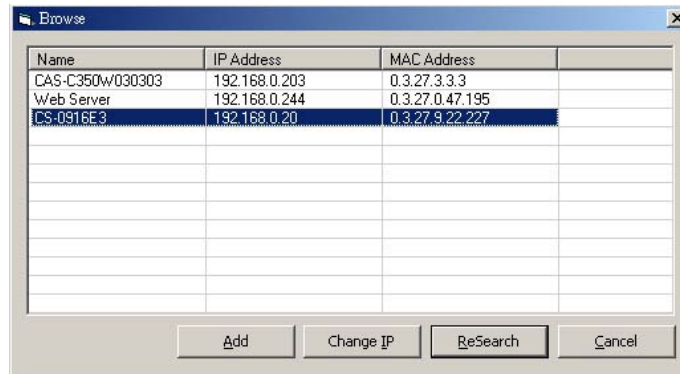 Browse
Name IP Address MAC Address
CAS-C350W030303 192.168.0.203 0.3.27.3.3.3
Web Server 192.168.0.244 0.3.27.0.47.195
CS-0916E3 192.168.0.20 0.3.27.9.22.227
Add Change IP ReSearch Cancel